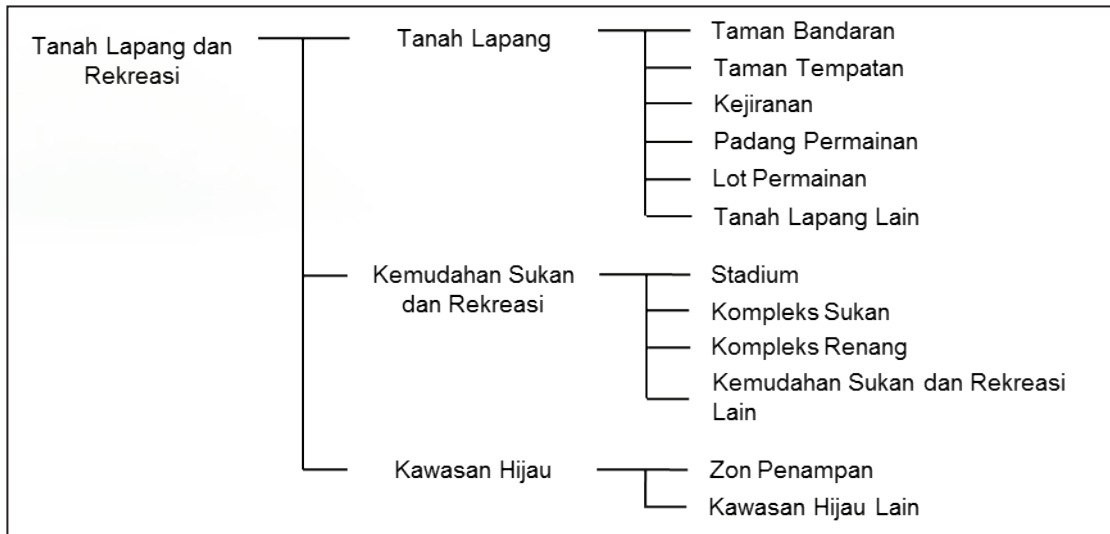 Tanah Lapang dan
Rekreasi
Tanah Lapang
Taman Bandaran
Taman Tempatan
Kejiranan
Padang Permainan
Lot Permainan
Tanah Lapang Lain
Kemudahan Sukan
dan Rekreasi
Stadium
Kompleks Sukan
Kompleks Renang
Kemudahan Sukan dan Rekreasi
Lain
Kawasan Hijau
Zon Penampan
Kawasan Hijau Lain